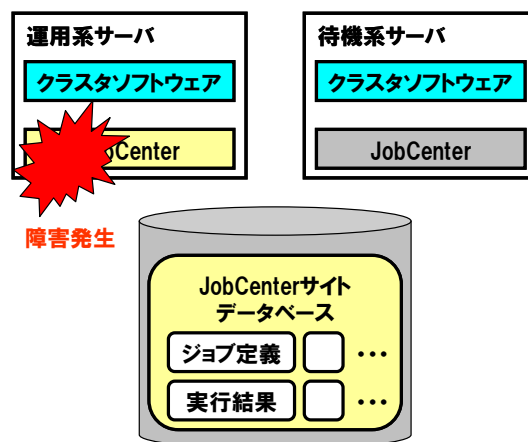 運用系サーバ
クラスタソフトウェア
bCenter
障害発生
待機系サーバ
クラスタソフトウェア
JobCenter
JobCenterサイト
データベース
ジョブ定義 …
実行結果 …